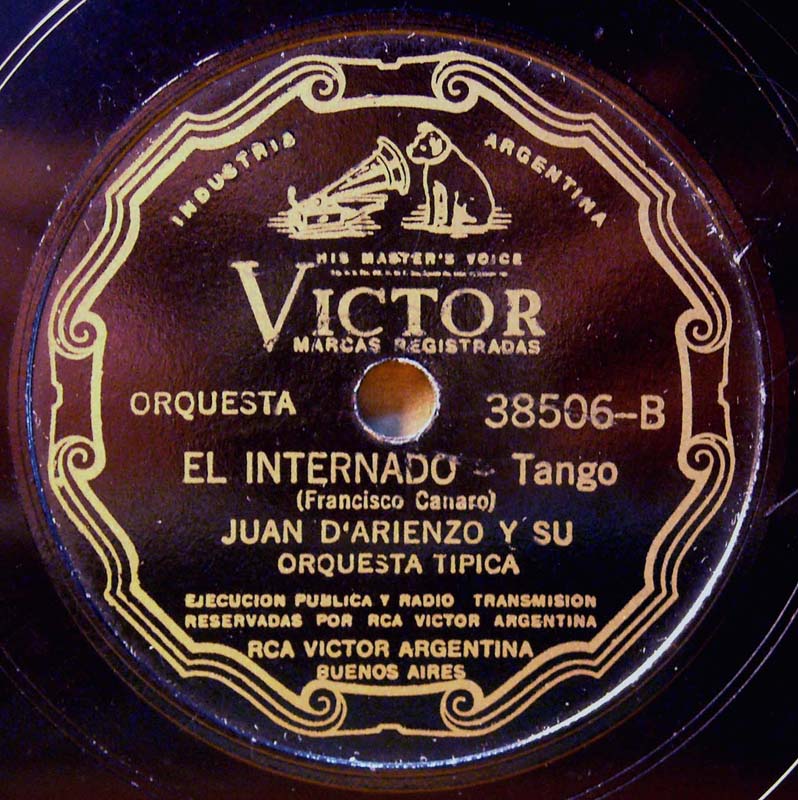 INDUSTRIA ARGENTINA
HIS MASTER'S VOICE
VICTOR
MARCAS REGISTRADAS
ORQUESTA 38506-B
EL INTERNADO - Tango
(Francisco Canaro)
JUAN D'ARIENZO Y SU
ORQUESTA TIPICA
EJECUCION PUBLICA Y RADIO TRANSMISION
RESERVADAS POR RCA VICTOR ARGENTINA
RCA VICTOR ARGENTINA
BUENOS AIRES